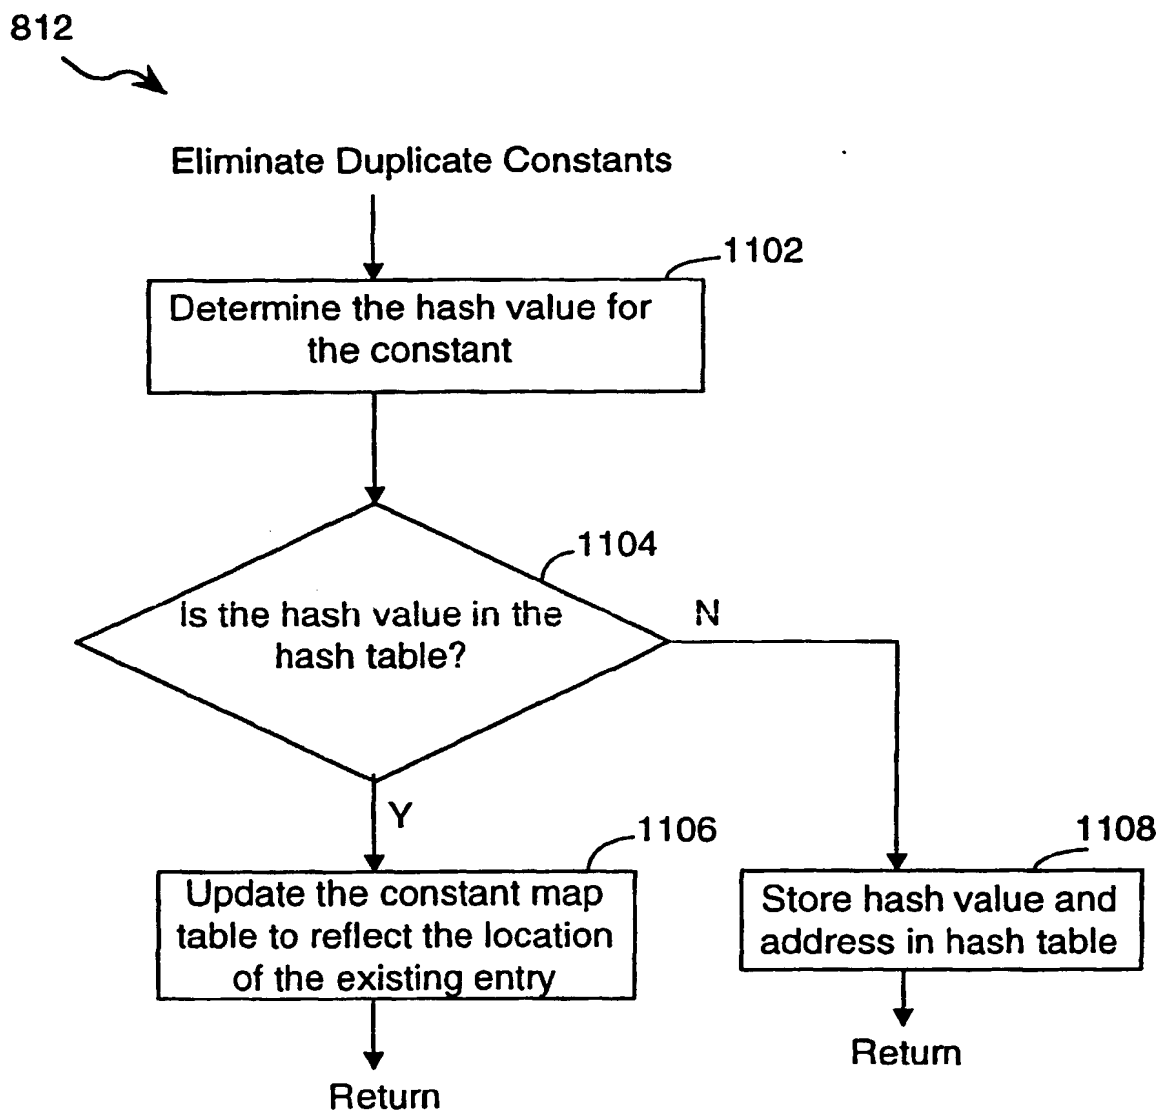 812
Eliminate Duplicate Constants
1102
Determine the hash value for
the constant
1104
Is the hash value in the
hash table?
N
Y
1106
Update the constant map
table to reflect the location
of the existing entry
1108
Store hash value and
address in hash table
Return
Return